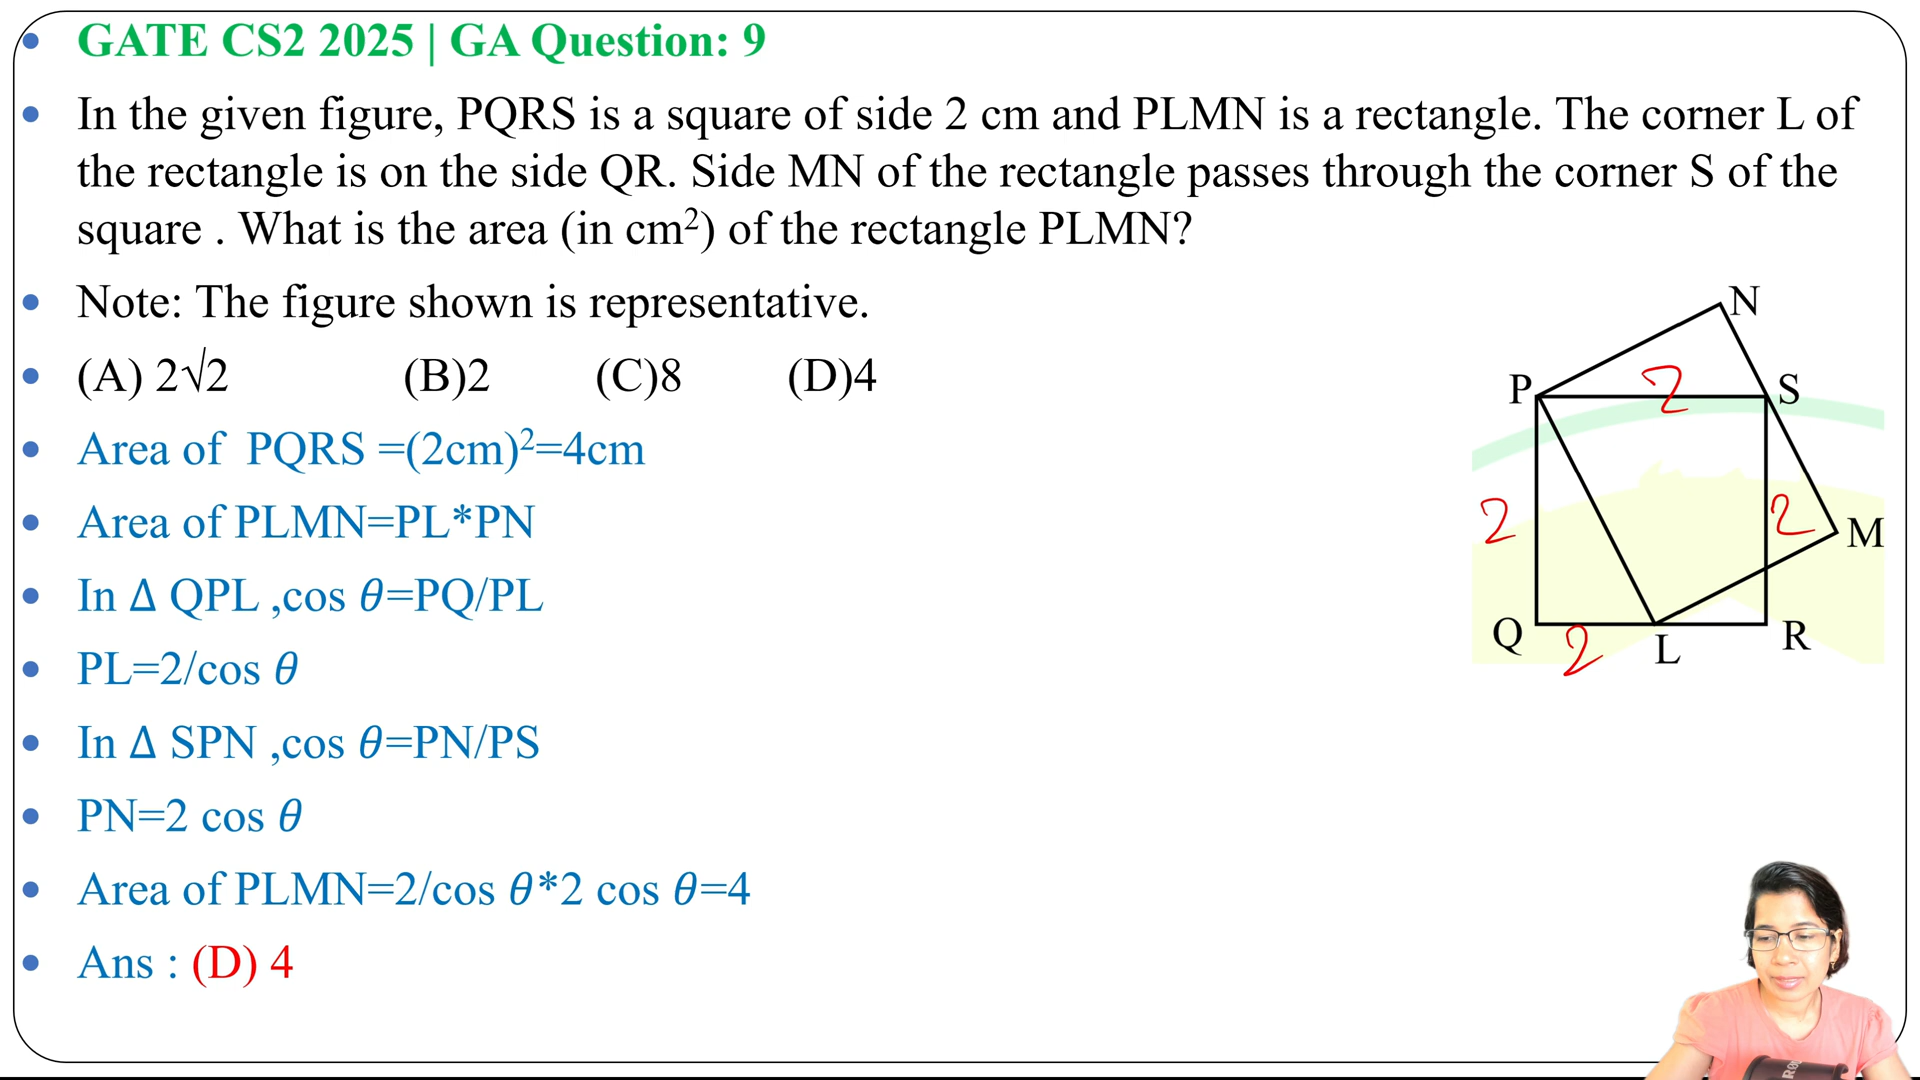 GATE CS2 2025 | GA Question: 9
In the given figure, PQRS is a square of side 2 cm and PLMN is a rectangle. The corner L of
the rectangle is on the side QR. Side MN of the rectangle passes through the corner S of the
square . What is the area (in cm²) of the rectangle PLMN?
Note: The figure shown is representative.
(A) 2√2 (B)2 (C)8 (D)4
Area of PQRS =(2cm)²=4cm
Area of PLMN=PL*PN
In Δ QPL ,cos θ=PQ/PL
PL=2/cos θ
In Δ SPN ,cos θ=PN/PS
PN=2 cos θ
Area of PLMN=2/cos θ*2 cos θ=4
Ans : (D) 4
N
P 2 S
2 2 M
Q 2 L R